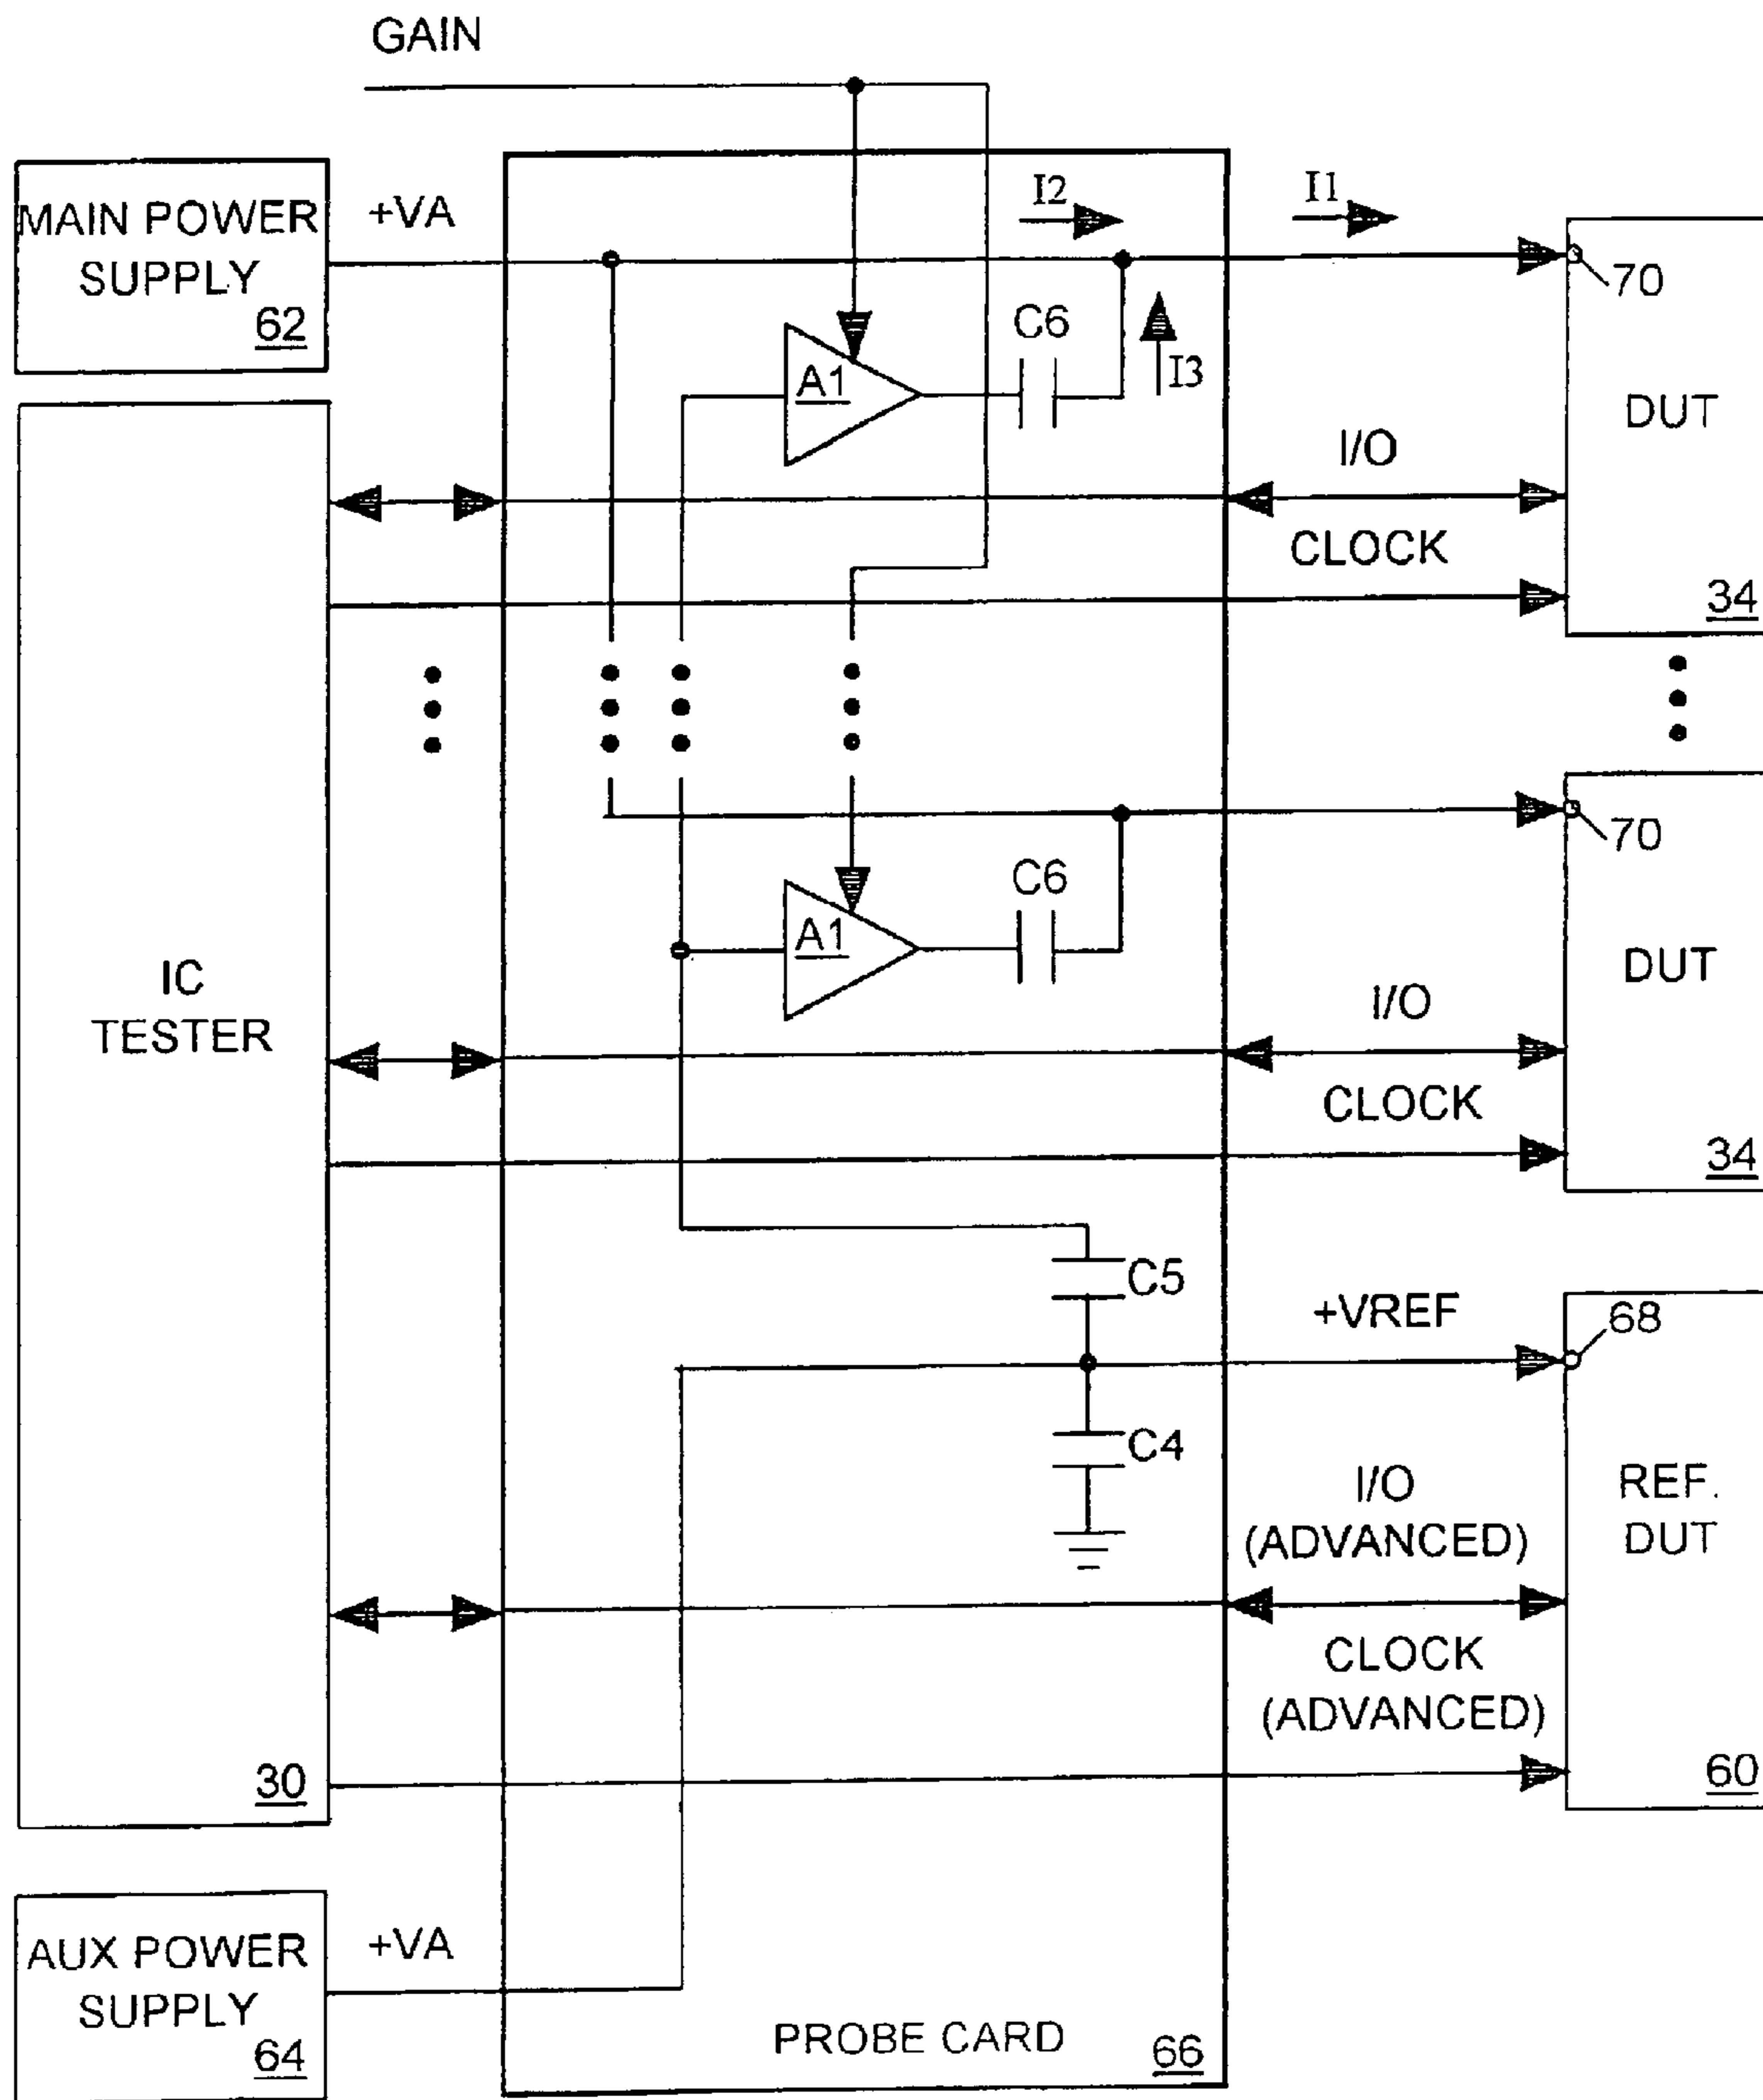 GAIN
MAIN POWER
SUPPLY
62
+VA
I2
I1
70
C6
A1
I3
DUT
I/O
CLOCK
34
70
C6
A1
DUT
IC
TESTER
I/O
CLOCK
34
C5
+VREF
68
C4
I/O
(ADVANCED)
REF.
DUT
CLOCK
(ADVANCED)
30
60
AUX POWER
SUPPLY
64
+VA
PROBE CARD
66